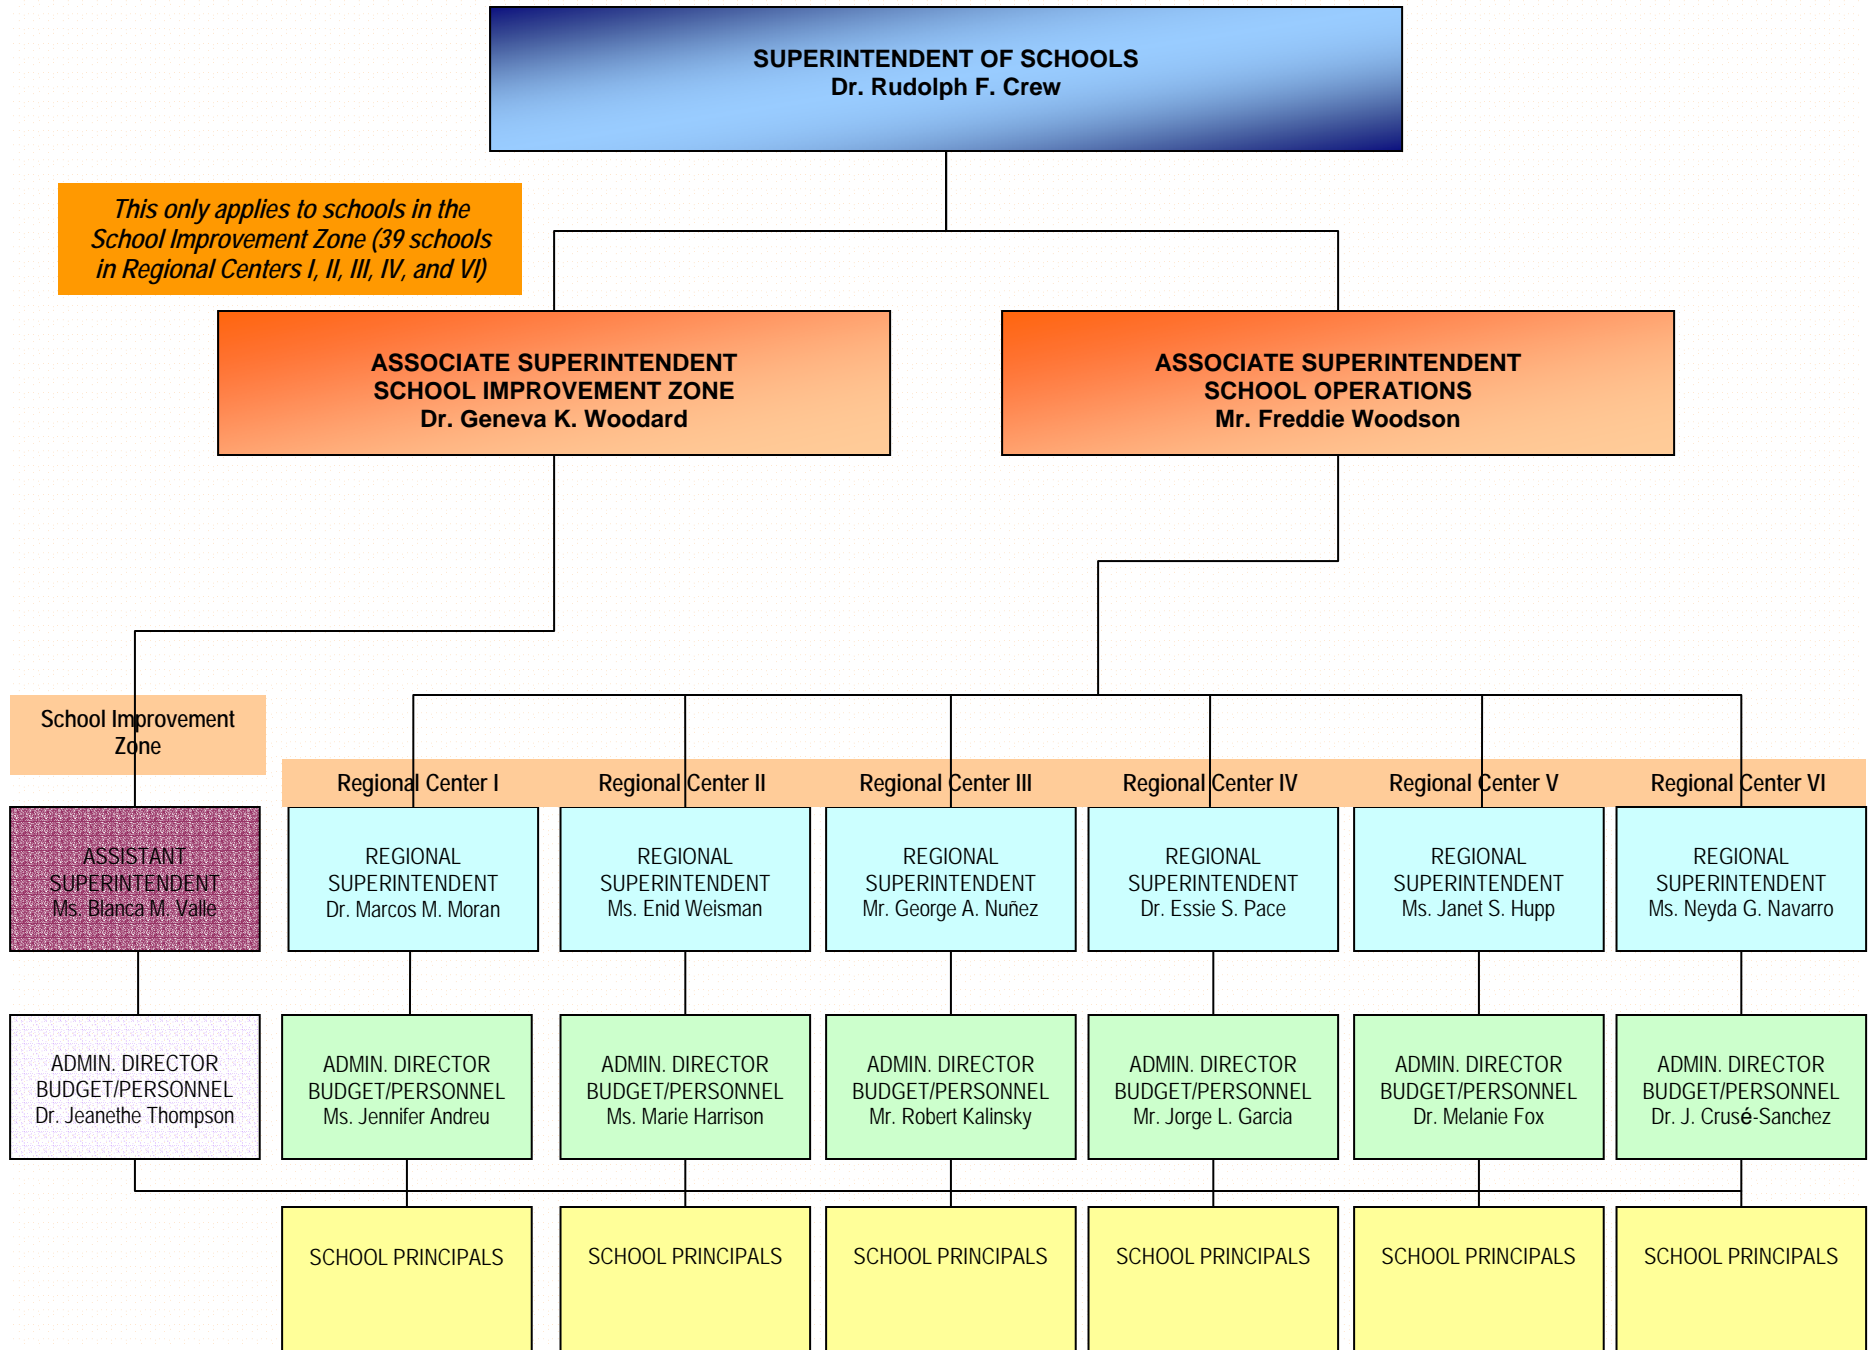 SUPERINTENDENT OF SCHOOLS
Dr. Rudolph F. Crew
This only applies to schools in the
School Improvement Zone (39 schools
in Regional Centers I, II, III, IV, and VI)
ASSOCIATE SUPERINTENDENT
SCHOOL IMPROVEMENT ZONE
Dr. Geneva K. Woodard
ASSOCIATE SUPERINTENDENT
SCHOOL OPERATIONS
Mr. Freddie Woodson
School Improvement
Zone
Regional Center I
Regional Center II
Regional Center III
Regional Center IV
Regional Center V
Regional Center VI
ASSISTANT
SUPERINTENDENT
Ms. Blanca M. Valle
REGIONAL
SUPERINTENDENT
Dr. Marcos M. Moran
REGIONAL
SUPERINTENDENT
Ms. Enid Weisman
REGIONAL
SUPERINTENDENT
Mr. George A. Nuñez
REGIONAL
SUPERINTENDENT
Dr. Essie S. Pace
REGIONAL
SUPERINTENDENT
Ms. Janet S. Hupp
REGIONAL
SUPERINTENDENT
Ms. Neyda G. Navarro
ADMIN. DIRECTOR
BUDGET/PERSONNEL
Dr. Jeanethe Thompson
ADMIN. DIRECTOR
BUDGET/PERSONNEL
Ms. Jennifer Andreu
ADMIN. DIRECTOR
BUDGET/PERSONNEL
Ms. Marie Harrison
ADMIN. DIRECTOR
BUDGET/PERSONNEL
Mr. Robert Kalinsky
ADMIN. DIRECTOR
BUDGET/PERSONNEL
Mr. Jorge L. Garcia
ADMIN. DIRECTOR
BUDGET/PERSONNEL
Dr. Melanie Fox
ADMIN. DIRECTOR
BUDGET/PERSONNEL
Dr. J. Crusé-Sanchez
SCHOOL PRINCIPALS
SCHOOL PRINCIPALS
SCHOOL PRINCIPALS
SCHOOL PRINCIPALS
SCHOOL PRINCIPALS
SCHOOL PRINCIPALS